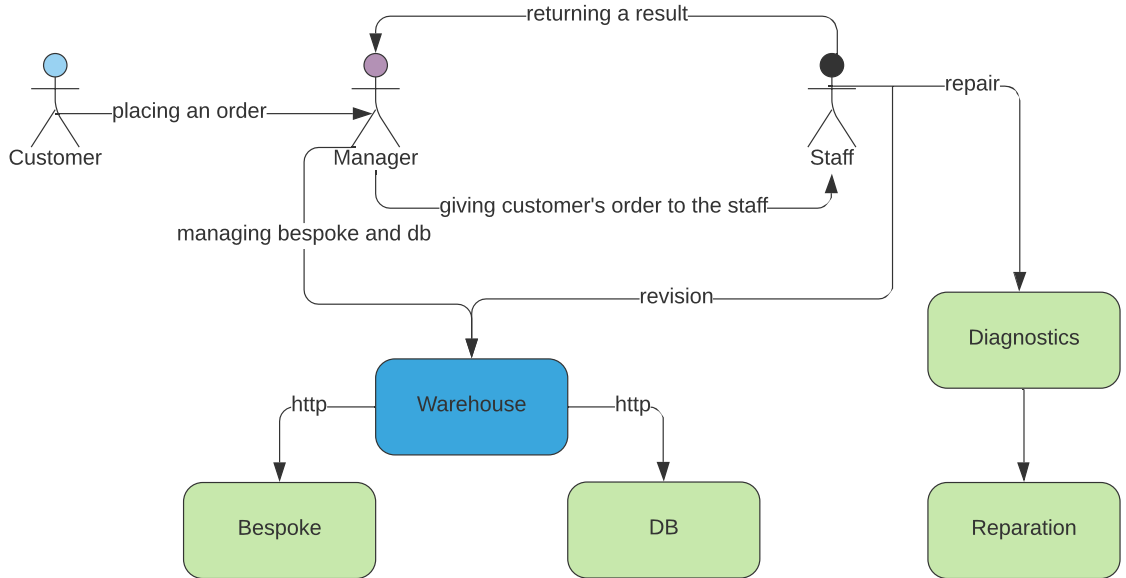 returning a result
repair
placing an order
Customer
Manager
Staff
giving customer's order to the staff
managing bespoke and db
revision
Diagnostics
Warehouse
http
http
Bespoke
DB
Reparation